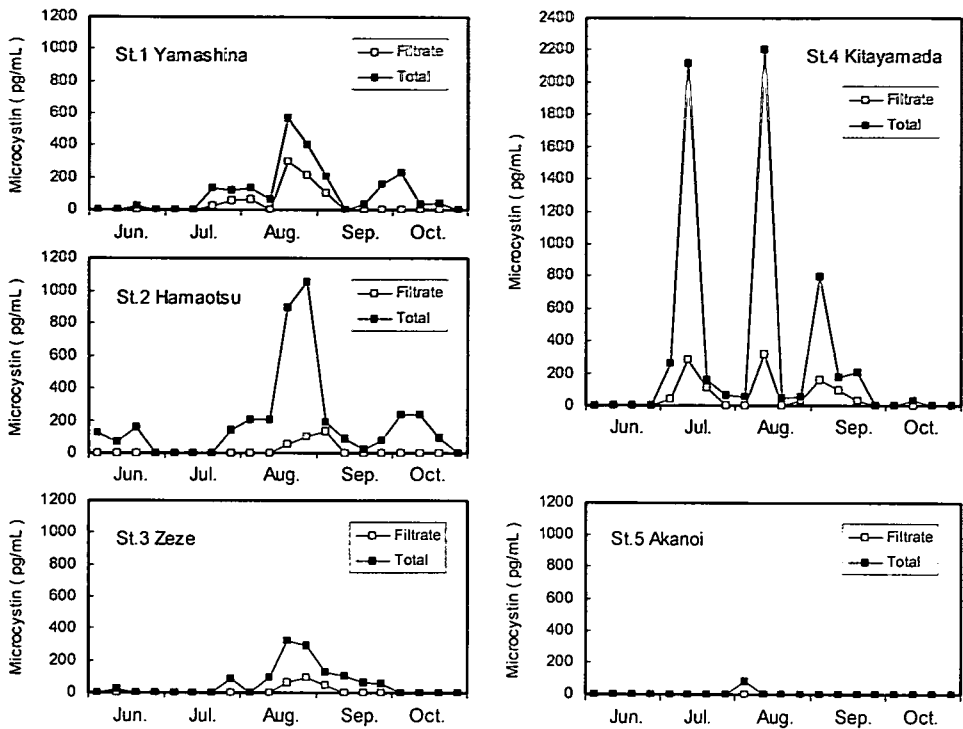 1200
1000
800
600
400
200
0
Microcystin ( pg/mL )
St.1 Yamashina
Filtrate
Total
Jun. Jul. Aug. Sep. Oct.
1200
1000
800
600
400
200
0
Microcystin ( pg/mL )
St.2 Hamaotsu
Filtrate
Total
Jun. Jul. Aug. Sep. Oct.
1200
1000
800
600
400
200
0
Microcystin ( pg/mL )
St.3 Zeze
Filtrate
Total
Jun. Jul. Aug. Sep. Oct.
2400
2200
2000
1800
1600
1400
1200
1000
800
600
400
200
0
Microcystin ( pg/mL )
St.4 Kitayamada
Filtrate
Total
Jun. Jul. Aug. Sep. Oct.
1200
1000
800
600
400
200
0
Microcystin ( pg/mL )
St.5 Akanoi
Filtrate
Total
Jun. Jul. Aug. Sep. Oct.